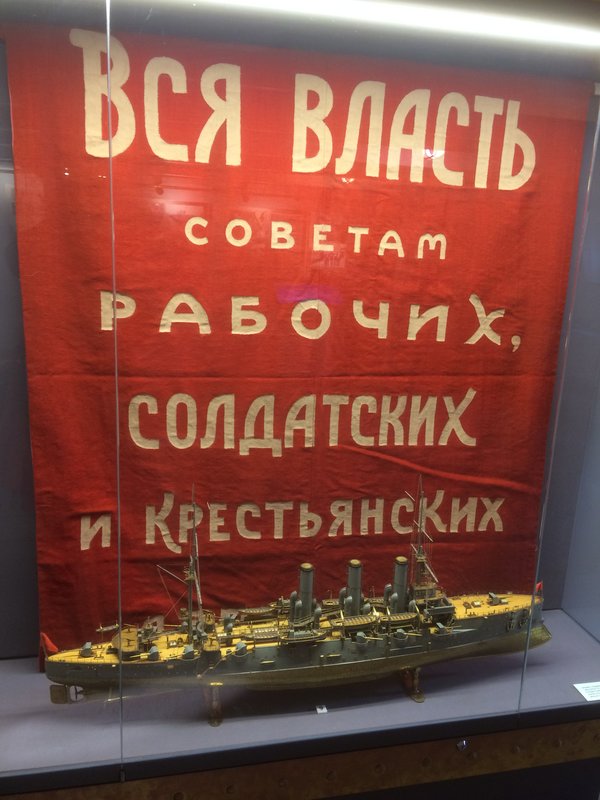 Вся власть
советам
рабочих,
солдатских
и крестьянских